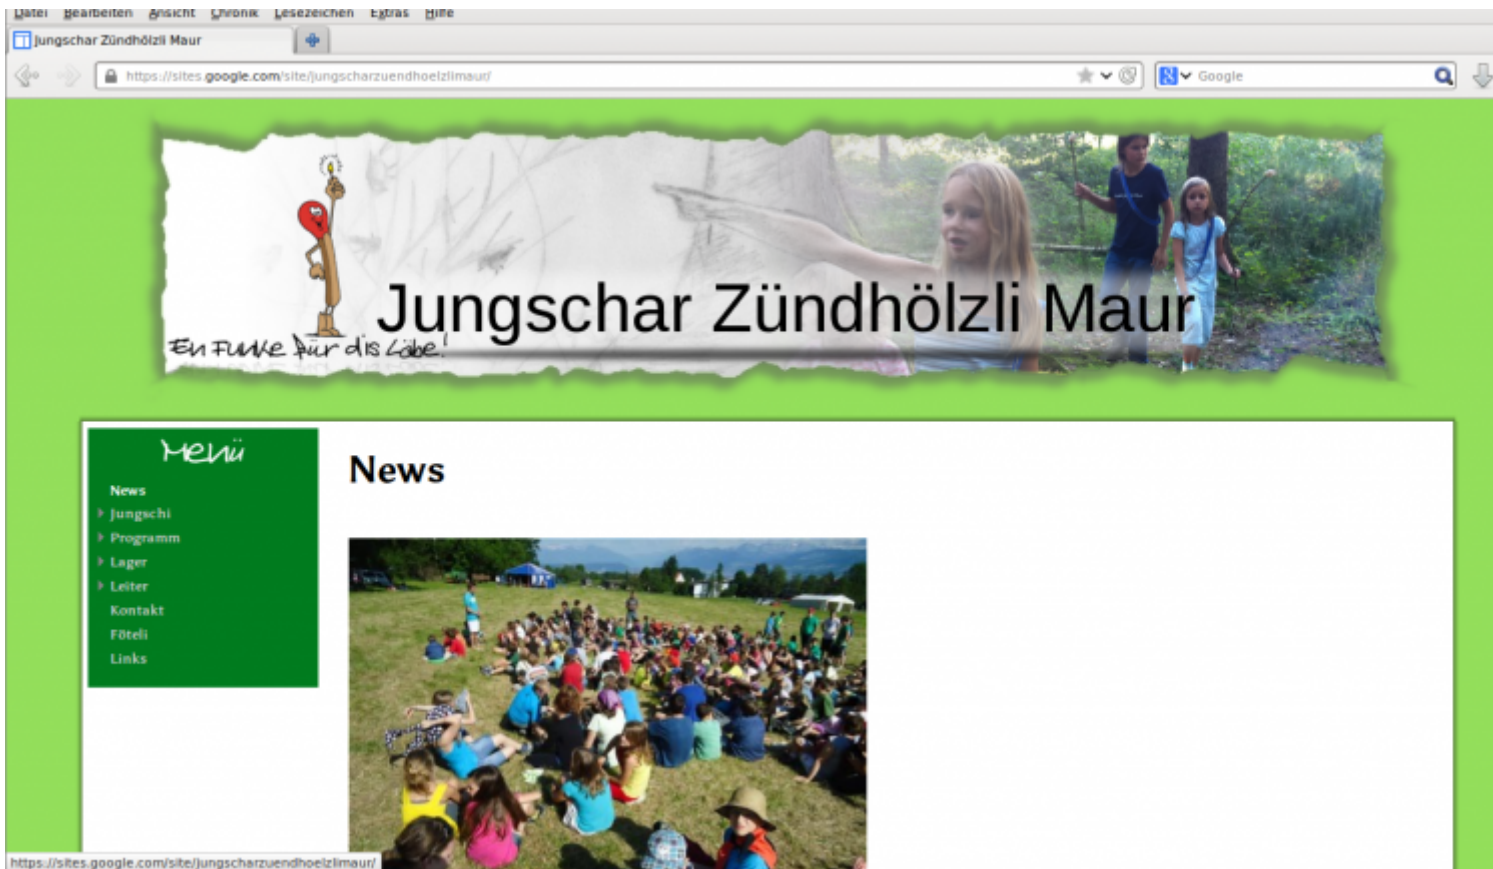 Datei Bearbeiten Ansicht Chronik Lesezeichen Extras Hilfe
Jungschar Zündhölzli Maur
https://sites.google.com/site/jungscharzuendhoelzlimaur/
Google
Jungschar Zündhölzli Maur
En Funke für dis Läbe!
Menü
News
Jungschi
Programm
Lager
Leiter
Kontakt
Föteli
Links
News
https://sites.google.com/site/jungscharzuendhoelzlimaur/